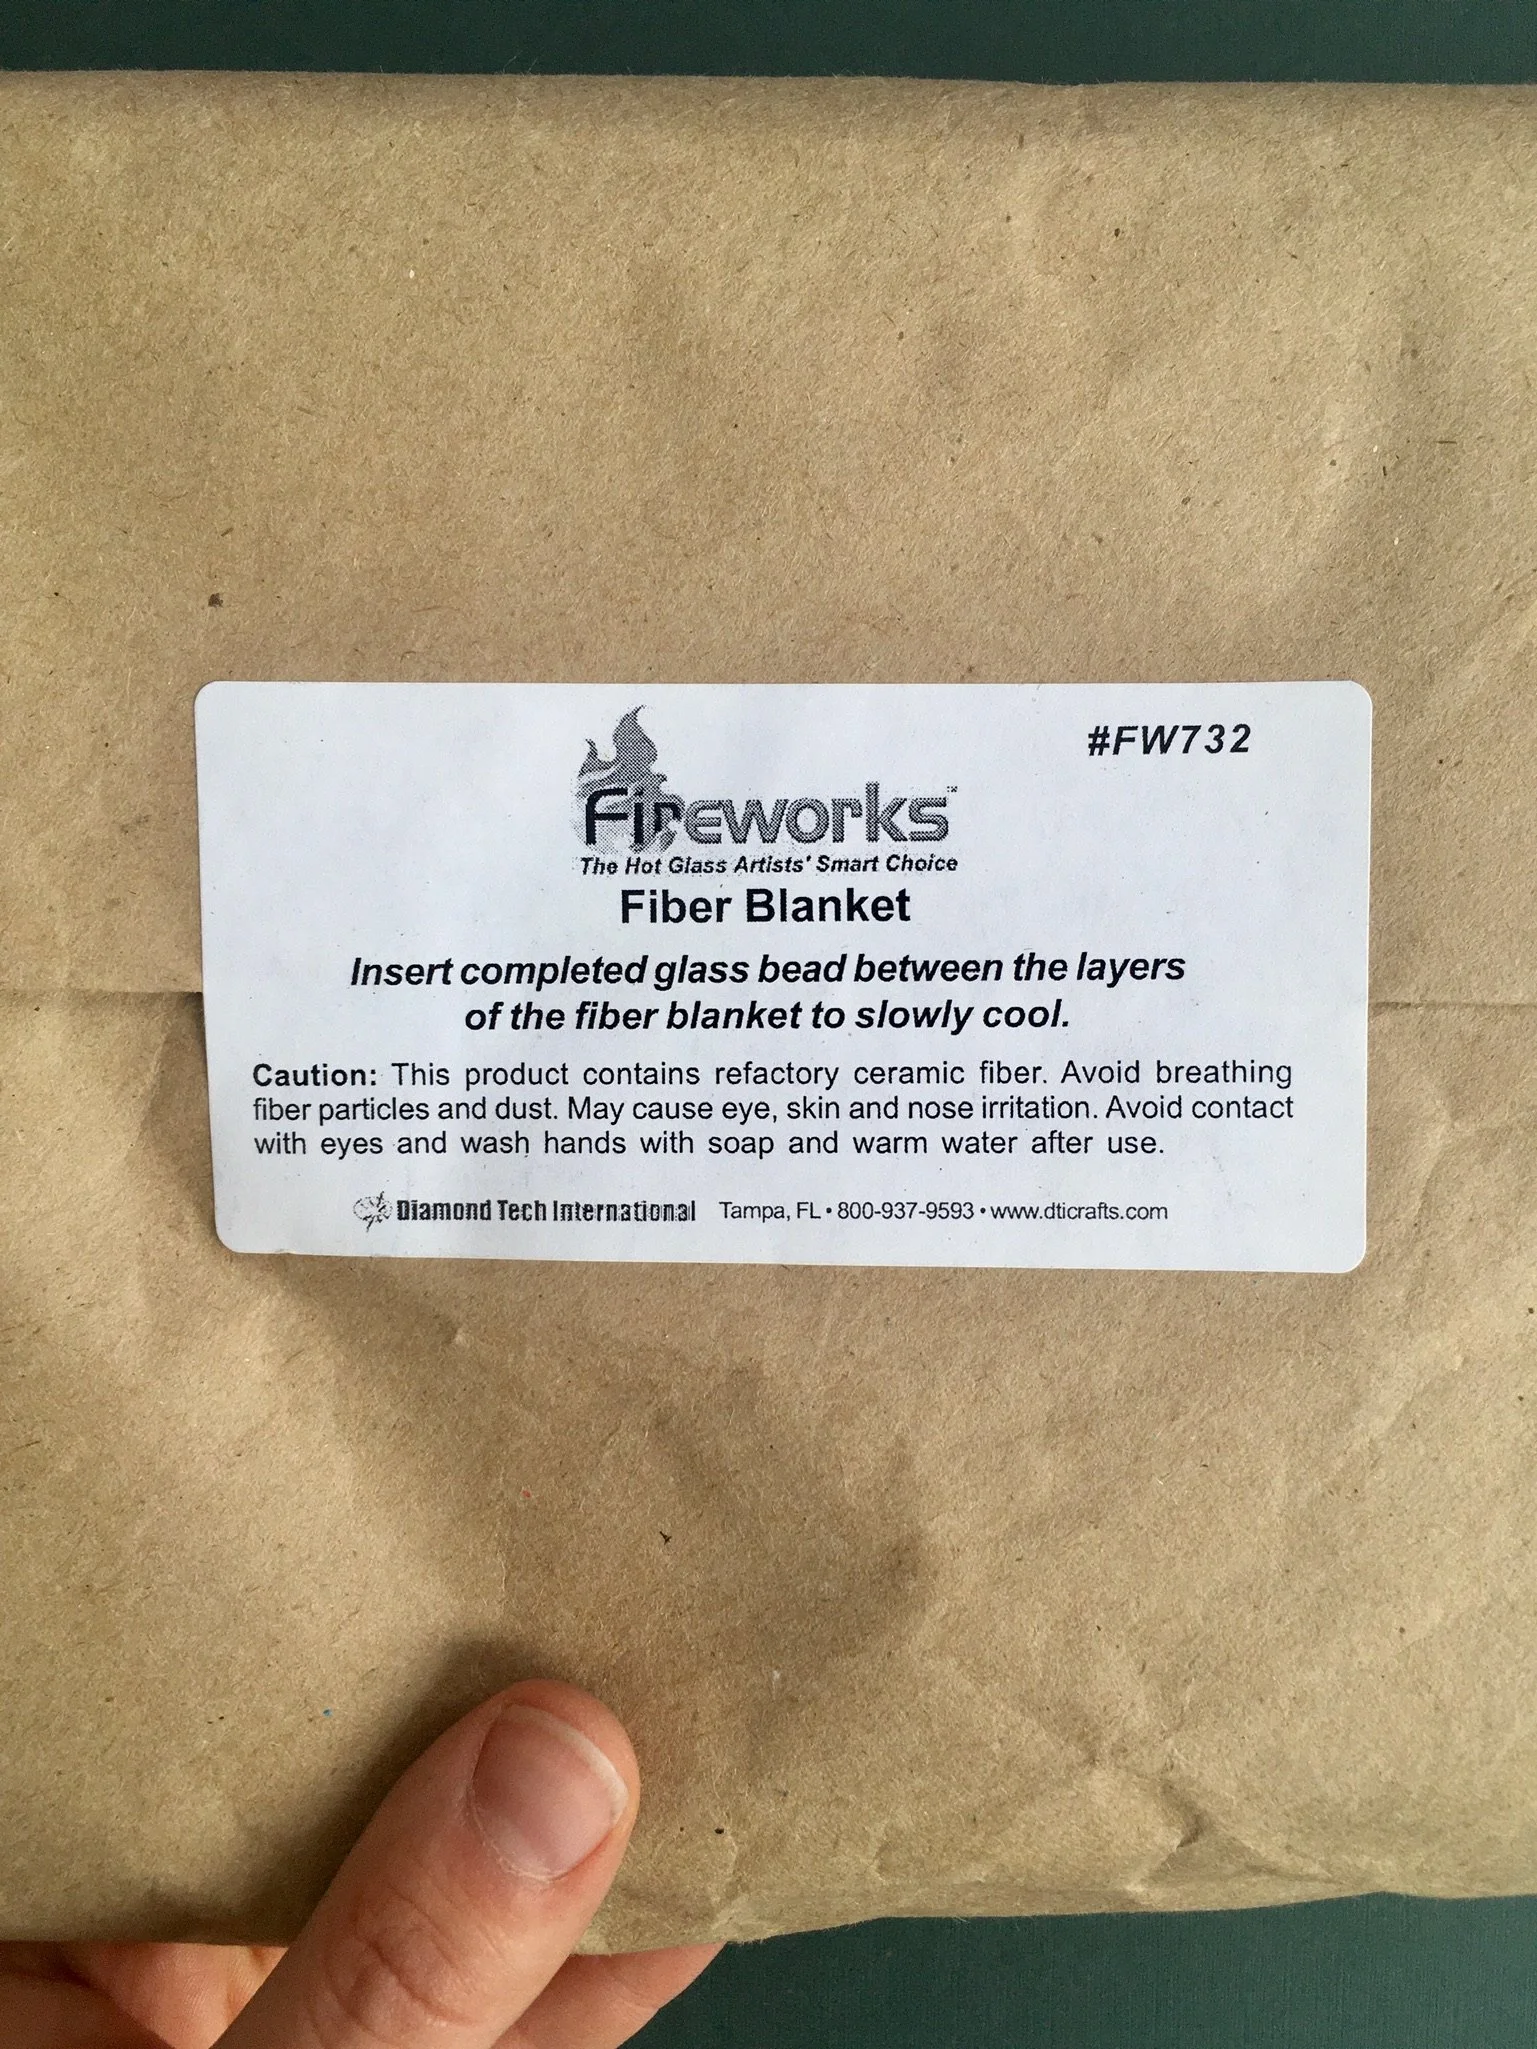 #FW732
Fireworks™
The Hot Glass Artists' Smart Choice
Fiber Blanket
Insert completed glass bead between the layers
of the fiber blanket to slowly cool.
Caution: This product contains refactory ceramic fiber. Avoid breathing
fiber particles and dust. May cause eye, skin and nose irritation. Avoid contact
with eyes and wash hands with soap and warm water after use.
Diamond Tech International Tampa, FL • 800-937-9593 • www.dticrafts.com